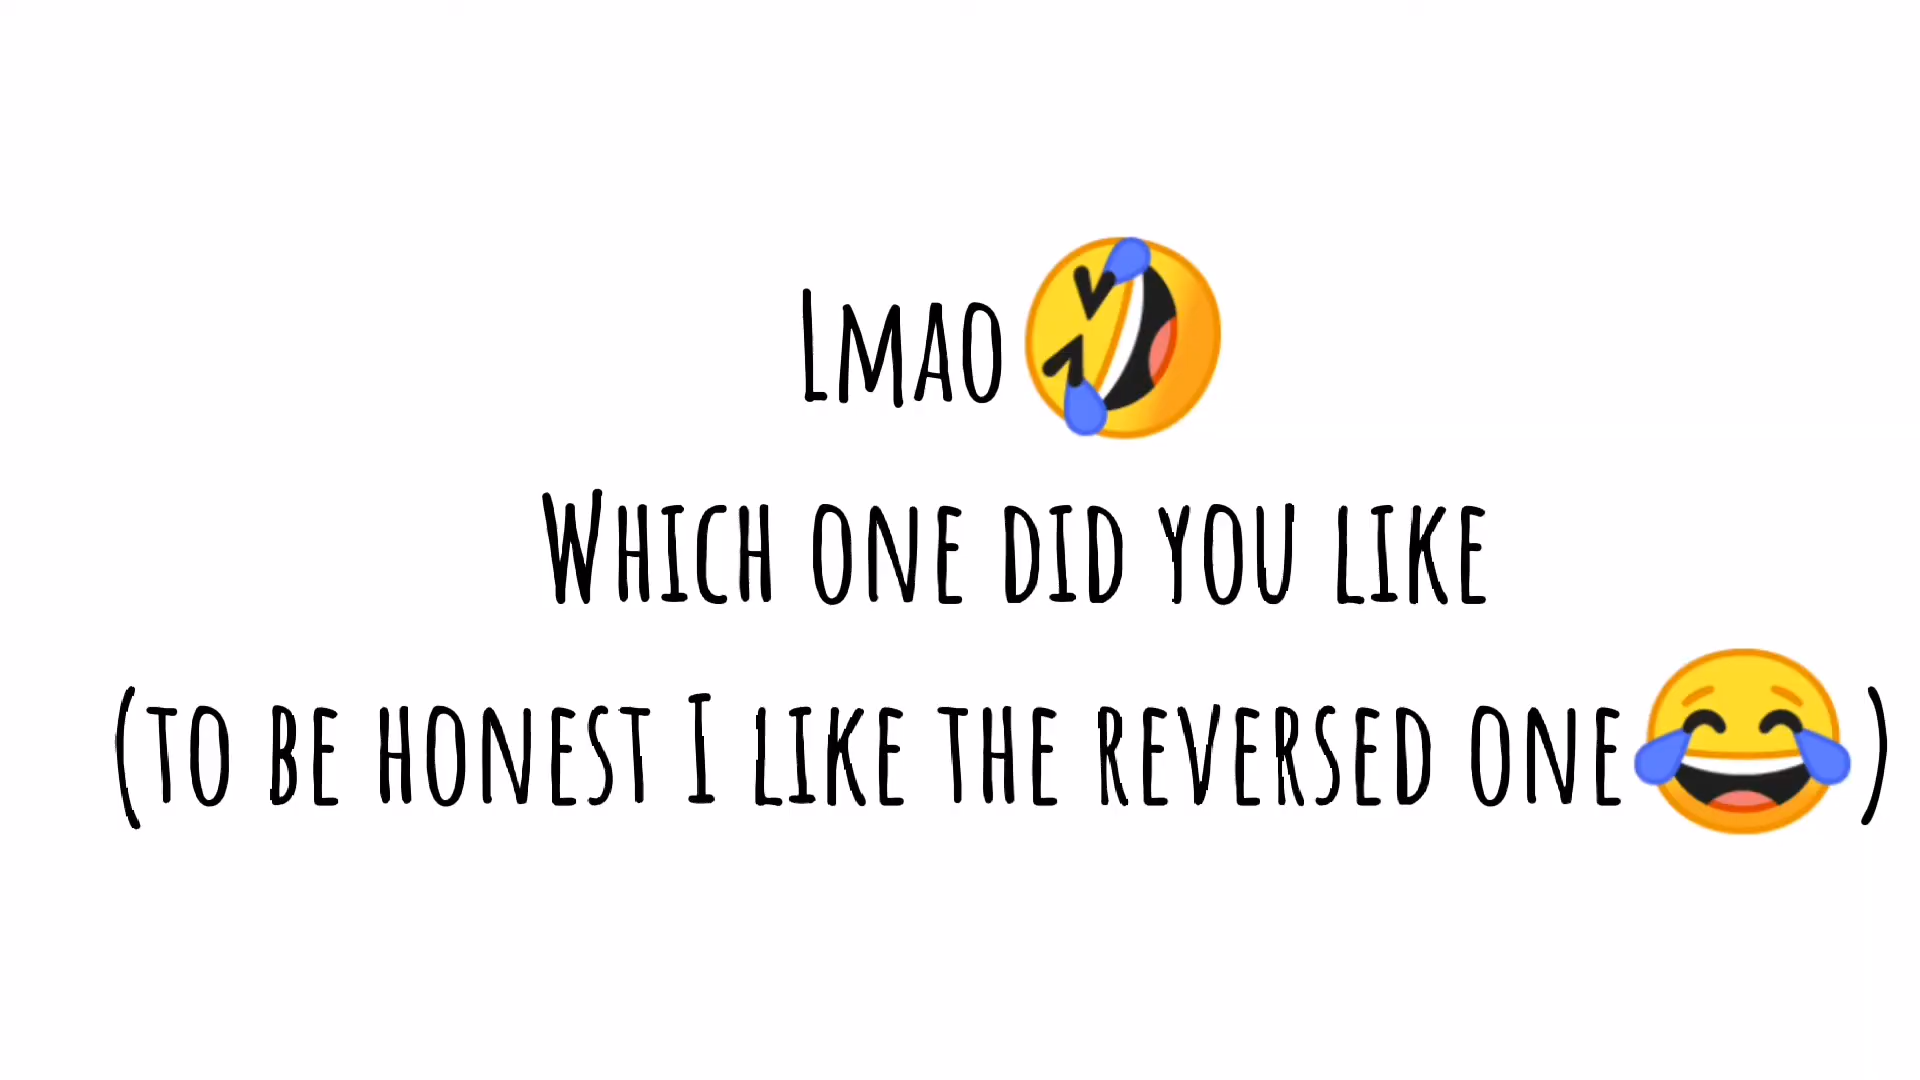 Lmao🤣
Which one did you like
(to be honest I like the reversed one😂)